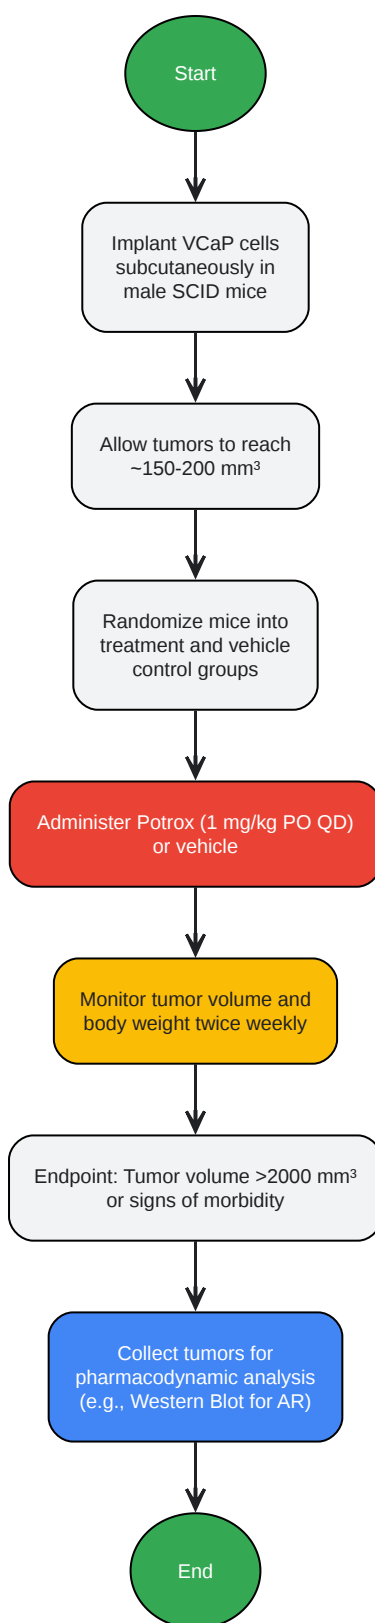 Start
Implant VCaP cells
subcutaneously in
male SCID mice
Allow tumors to reach
~150-200 mm³
Randomize mice into
treatment and vehicle
control groups
Administer Potrox (1 mg/kg PO QD)
or vehicle
Monitor tumor volume and
body weight twice weekly
Endpoint: Tumor volume >2000 mm³
or signs of morbidity
Collect tumors for
pharmacodynamic analysis
(e.g., Western Blot for AR)
End